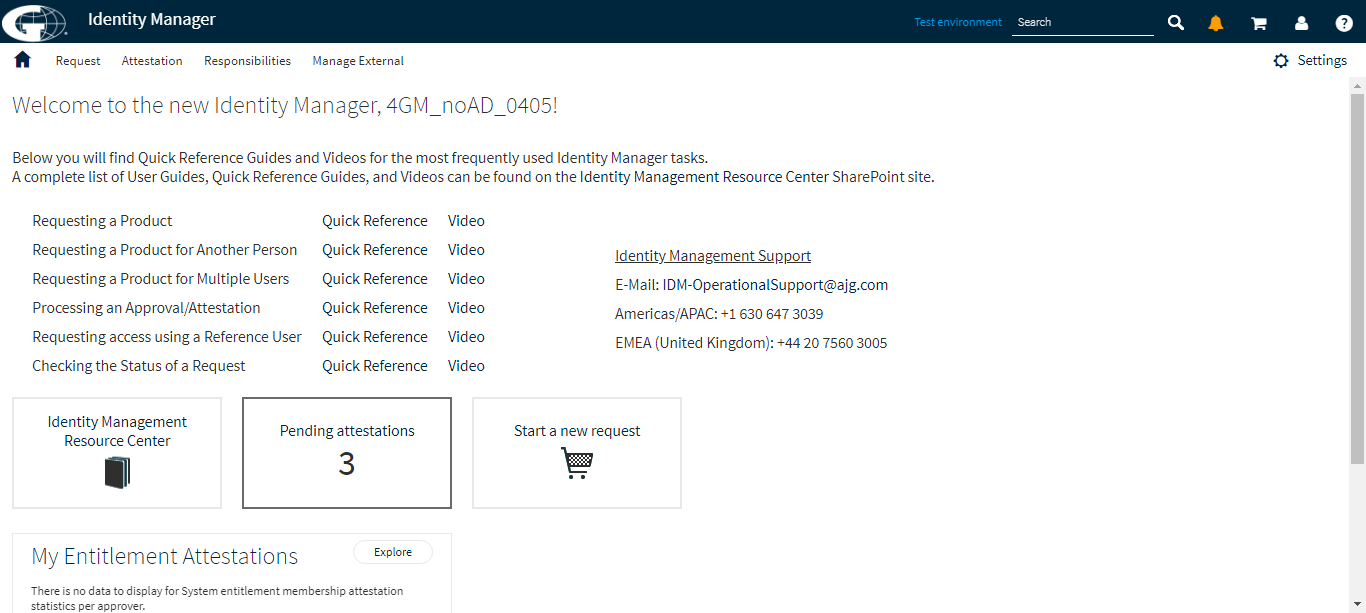 Identity Manager
Test environment
Search
Request
Attestation
Responsibilities
Manage External
Settings
Welcome to the new Identity Manager, 4GM_noAD_0405!
Below you will find Quick Reference Guides and Videos for the most frequently used Identity Manager tasks.
A complete list of User Guides, Quick Reference Guides, and Videos can be found on the Identity Management Resource Center SharePoint site.
Requesting a Product Quick Reference Video
Requesting a Product for Another Person Quick Reference Video
Requesting a Product for Multiple Users Quick Reference Video
Processing an Approval/Attestation Quick Reference Video
Requesting access using a Reference User Quick Reference Video
Checking the Status of a Request Quick Reference Video
Identity Management Support
E-Mail: IDM-OperationalSupport@ajg.com
Americas/APAC: +1 630 647 3039
EMEA (United Kingdom): +44 20 7560 3005
Identity Management
Resource Center
Pending attestations
3
Start a new request
My Entitlement Attestations
Explore
There is no data to display for System entitlement membership attestation
statistics per approver.